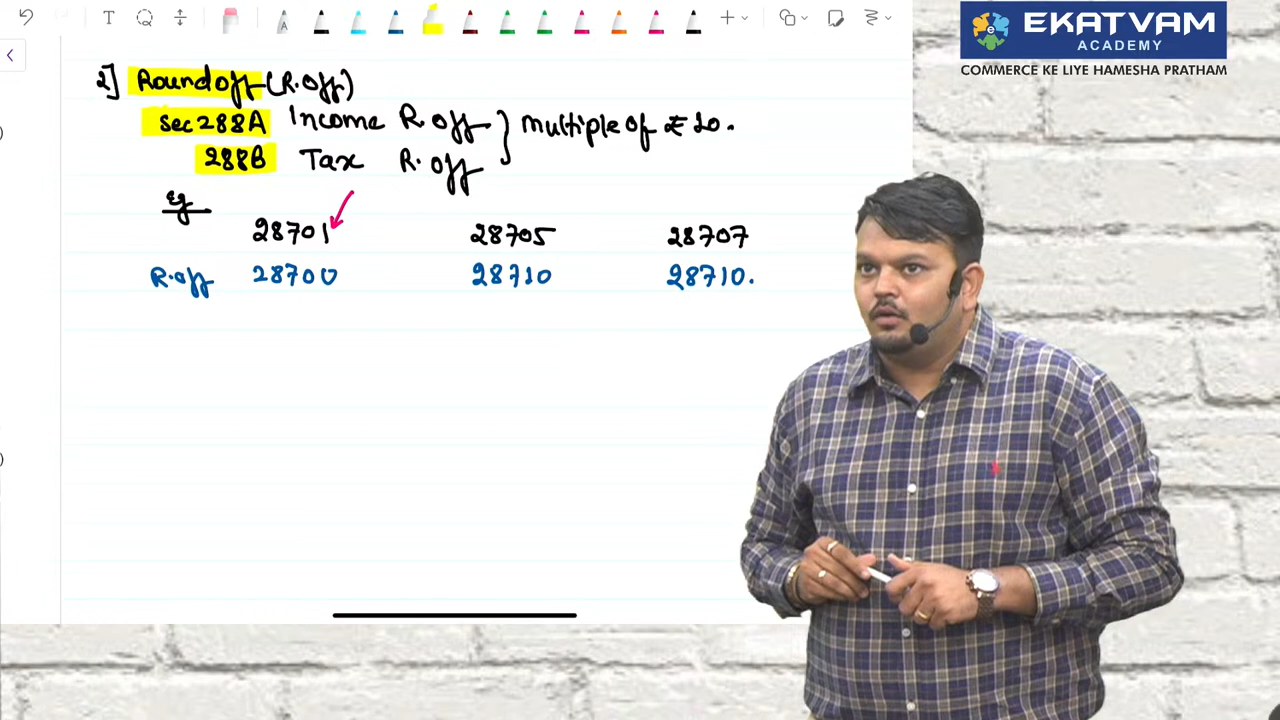 EKATVAM
ACADEMY
COMMERCE KE LIYE HAMESHA PRATHAM
2] Roundoff (R.off)
Sec 288A Income R.off } multiple of ₹ 10.
288B Tax R.off
Eg
28701 28705 28707
R.off 28700 28710 28710.